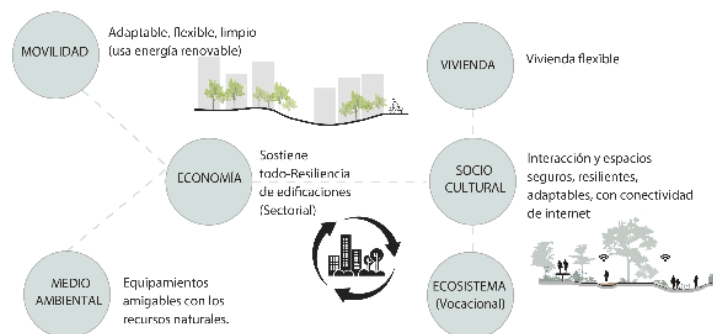 MOVILIDAD
Adaptable, flexible, limpio
(usa energía renovable)
VIVIENDA
Vivienda flexible
ECONOMÍA
Sostiene
todo-Resiliencia
de edificaciones
(Sectorial)
SOCIO
CULTURAL
Interacción y espacios
seguros, resilientes,
adaptables, con conectividad
de internet
MEDIO
AMBIENTAL
Equipamientos
amigables con los
recursos naturales.
ECOSISTEMA
(Vocacional)